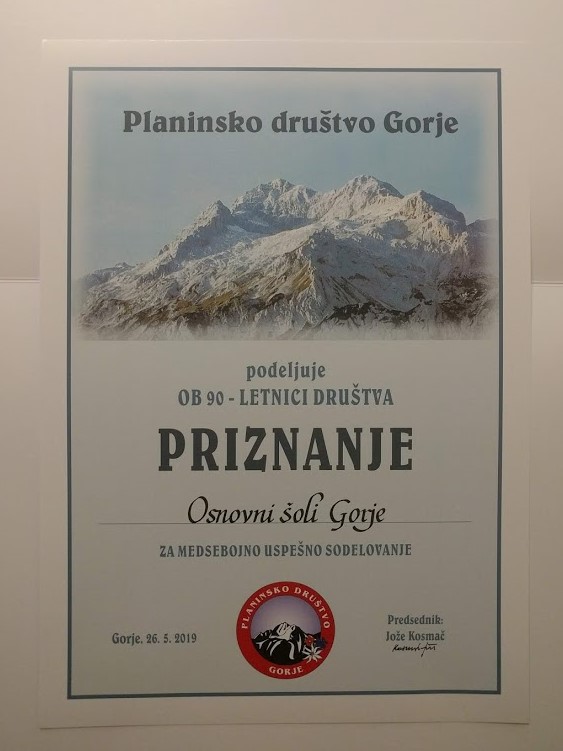 Planinsko društvo Gorje
podeljuje
OB 90 - LETNICI DRUŠTVA
PRIZNANJE
Osnovni šoli Gorje
ZA MEDSEBOJNO USPEŠNO SODELOVANJE
PLANINSKO DRUŠTVO
GORJE
Gorje, 26. 5. 2019
Predsednik:
Jože Kosmač